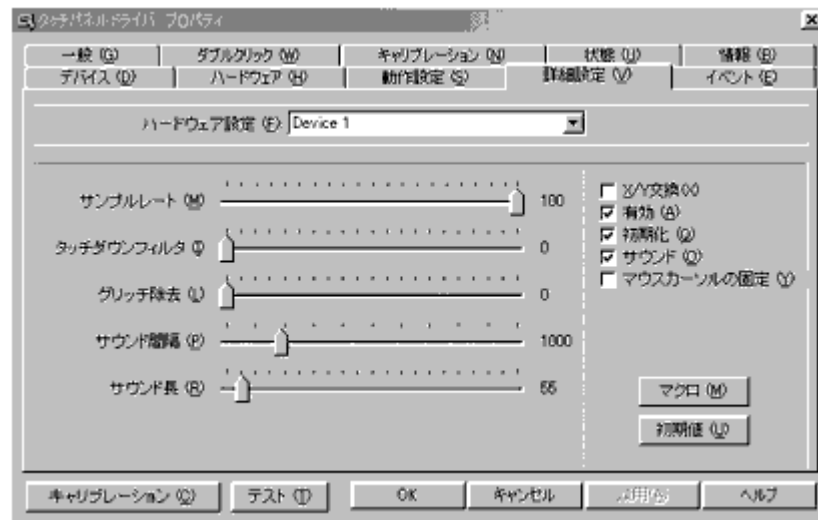 タッチパネルドライバ プロパティ
一般 (G) ダブルクリック (W) キャリブレーション (N) 状態 (U) 情報 (B)
デバイス (D) ハードウェア (H) 動作設定 (S) 詳細設定 (V) イベント (E)
ハードウェア設定 (F): Device 1
サンプルレート (M) 180
タッチダウンフィルタ (I) 0
グリッチ除去 (L) 0
サウンド間隔 (P) 1000
サウンド長 (R) 55
X/Y交換 (X)
有効 (A)
初期化 (Q)
サウンド (O)
マウスカーソルの固定 (Y)
マクロ (M)
初期値 (U)
キャリブレーション (C) テスト (T) OK キャンセル 適用(A) ヘルプ